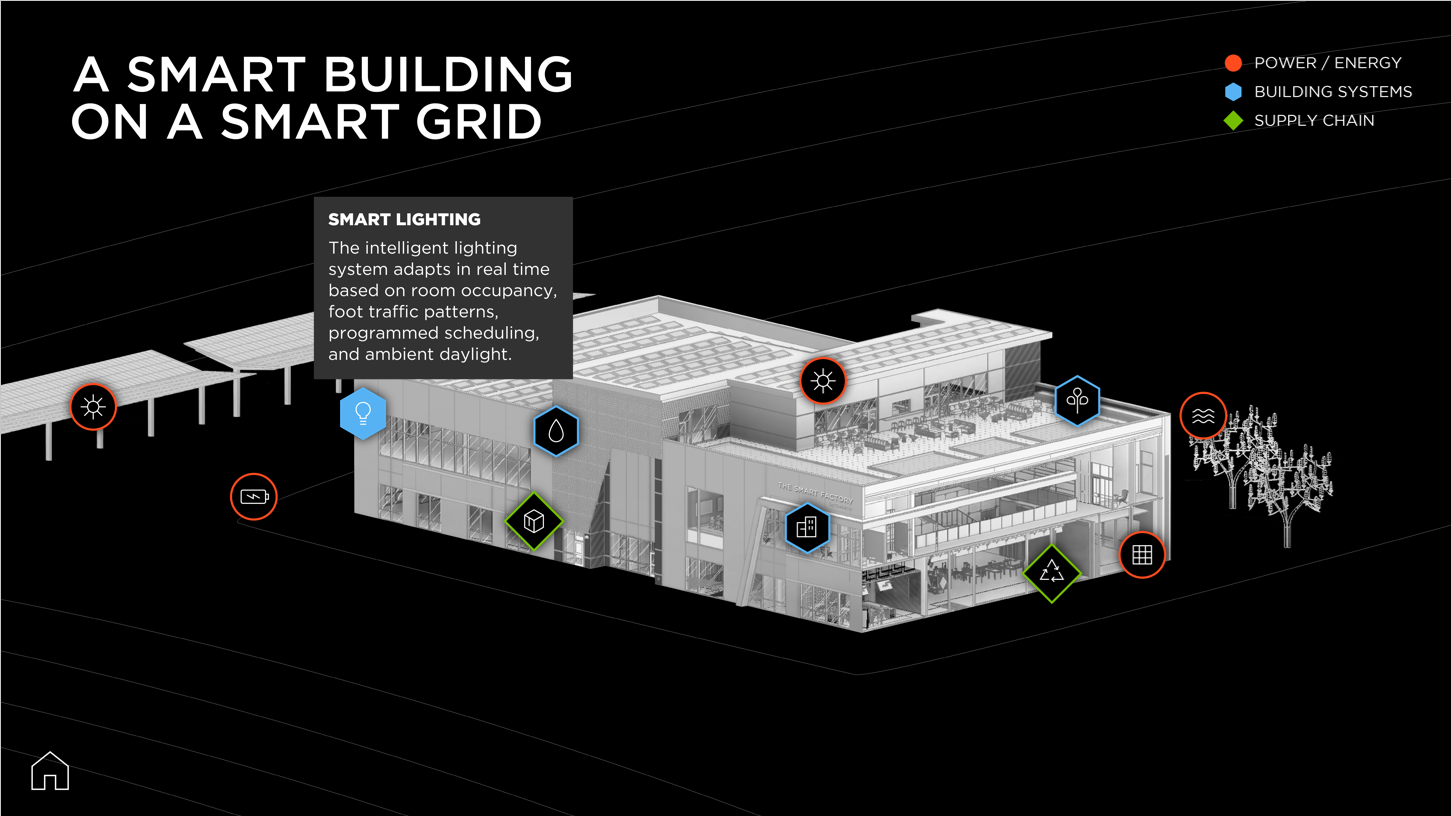 A SMART BUILDING
ON A SMART GRID
POWER / ENERGY
BUILDING SYSTEMS
SUPPLY CHAIN
SMART LIGHTING
The intelligent lighting
system adapts in real time
based on room occupancy,
foot traffic patterns,
programmed scheduling,
and ambient daylight.
THE SMART FACTORY